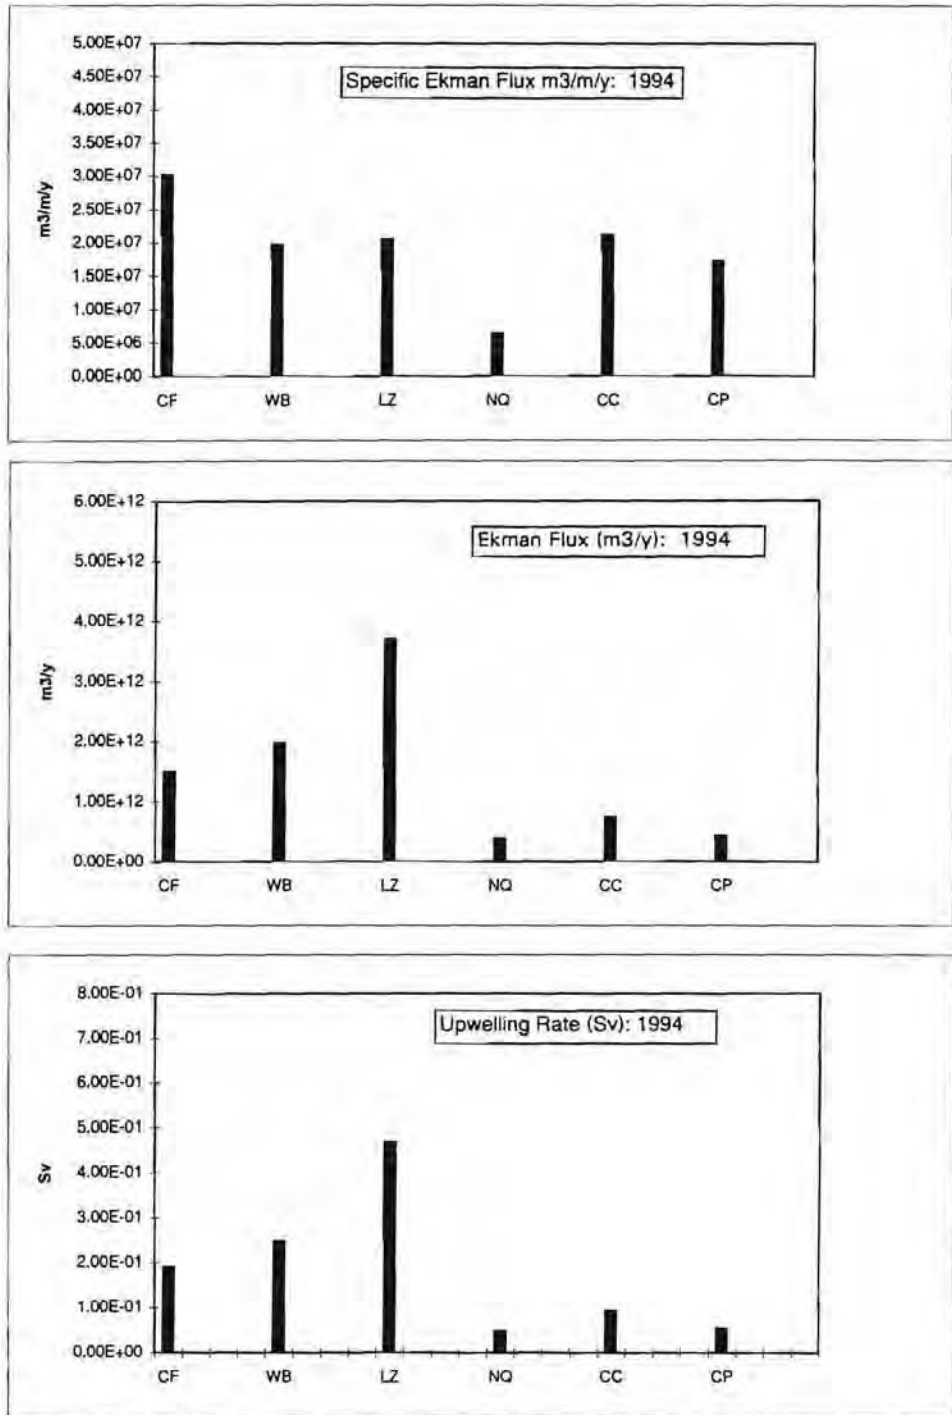 5.00E+07
Specific Ekman Flux m3/m/y: 1994
4.50E+07
4.00E+07
3.50E+07
3.00E+07
2.50E+07
2.00E+07
1.50E+07
1.00E+07
5.00E+06
0.00E+00
m3/m/y
CF WB LZ NQ CC CP
6.00E+12
Ekman Flux (m3/y): 1994
5.00E+12
4.00E+12
3.00E+12
2.00E+12
1.00E+12
0.00E+00
m3/y
CF WB LZ NQ CC CP
8.00E-01
Upwelling Rate (Sv): 1994
7.00E-01
6.00E-01
5.00E-01
4.00E-01
3.00E-01
2.00E-01
1.00E-01
0.00E+00
Sv
CF WB LZ NQ CC CP